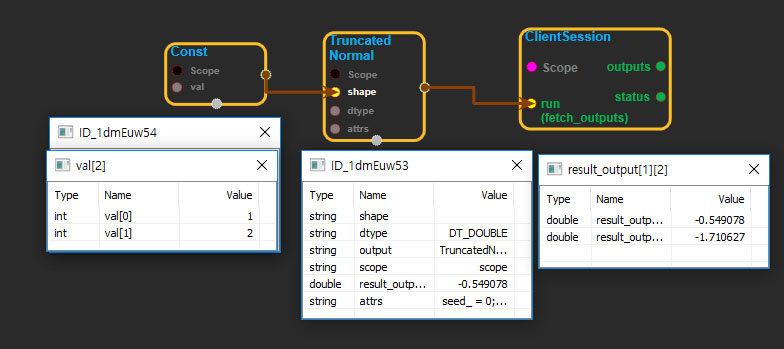 Const
Scope
val
Truncated
Normal
Scope
shape
dtype
attrs
ClientSession
Scope
outputs
status
run
(fetch_outputs)
ID_1dmEuw54
val[2]
Type Name Value
int val[0] 1
int val[1] 2
ID_1dmEuw53
Type Name Value
string shape
string dtype DT_DOUBLE
string output TruncatedN...
string scope scope
double result_outp... -0.549078
string attrs seed_ = 0;...
result_output[1][2]
Type Name Value
double result_outp... -0.549078
double result_outp... -1.710627